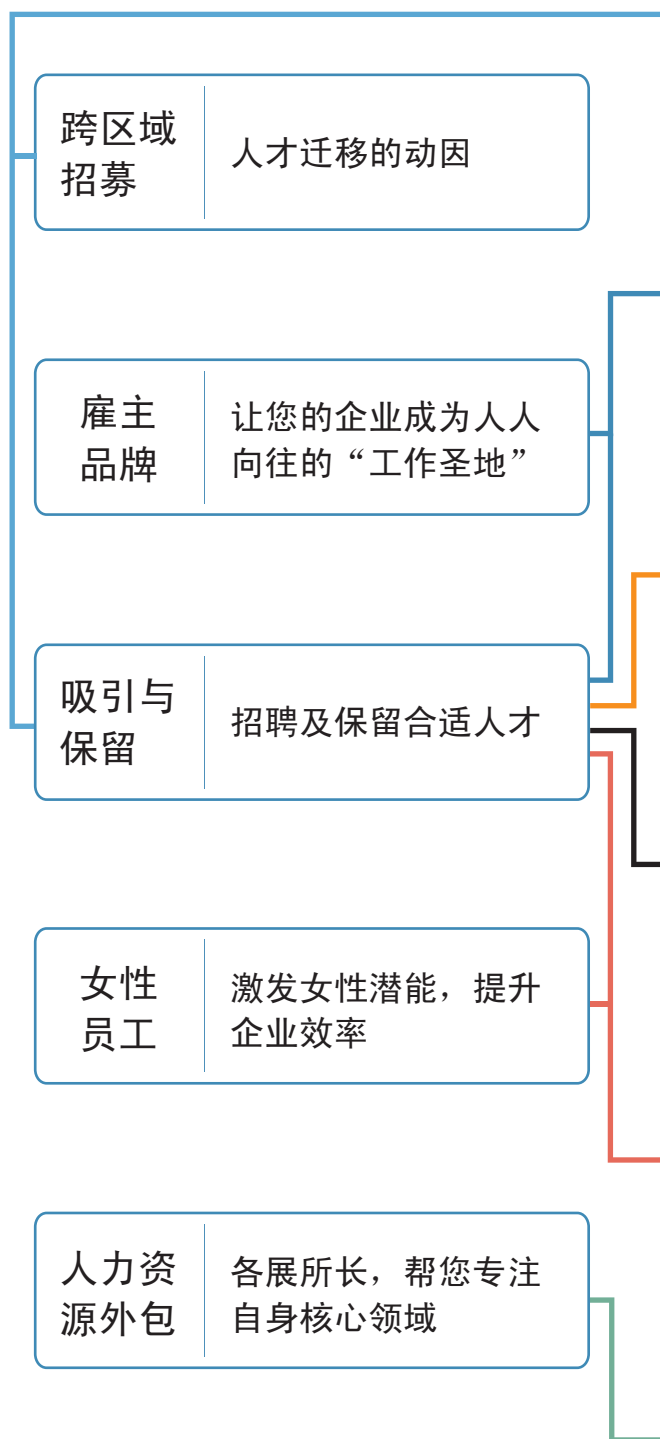 跨区域
招募
人才迁移的动因
雇主
品牌
让您的企业成为人人
向往的“工作圣地”
吸引与
保留
招聘及保留合适人才
女性
员工
激发女性潜能，提升
企业效率
人力资
源外包
各展所长，帮您专注
自身核心领域